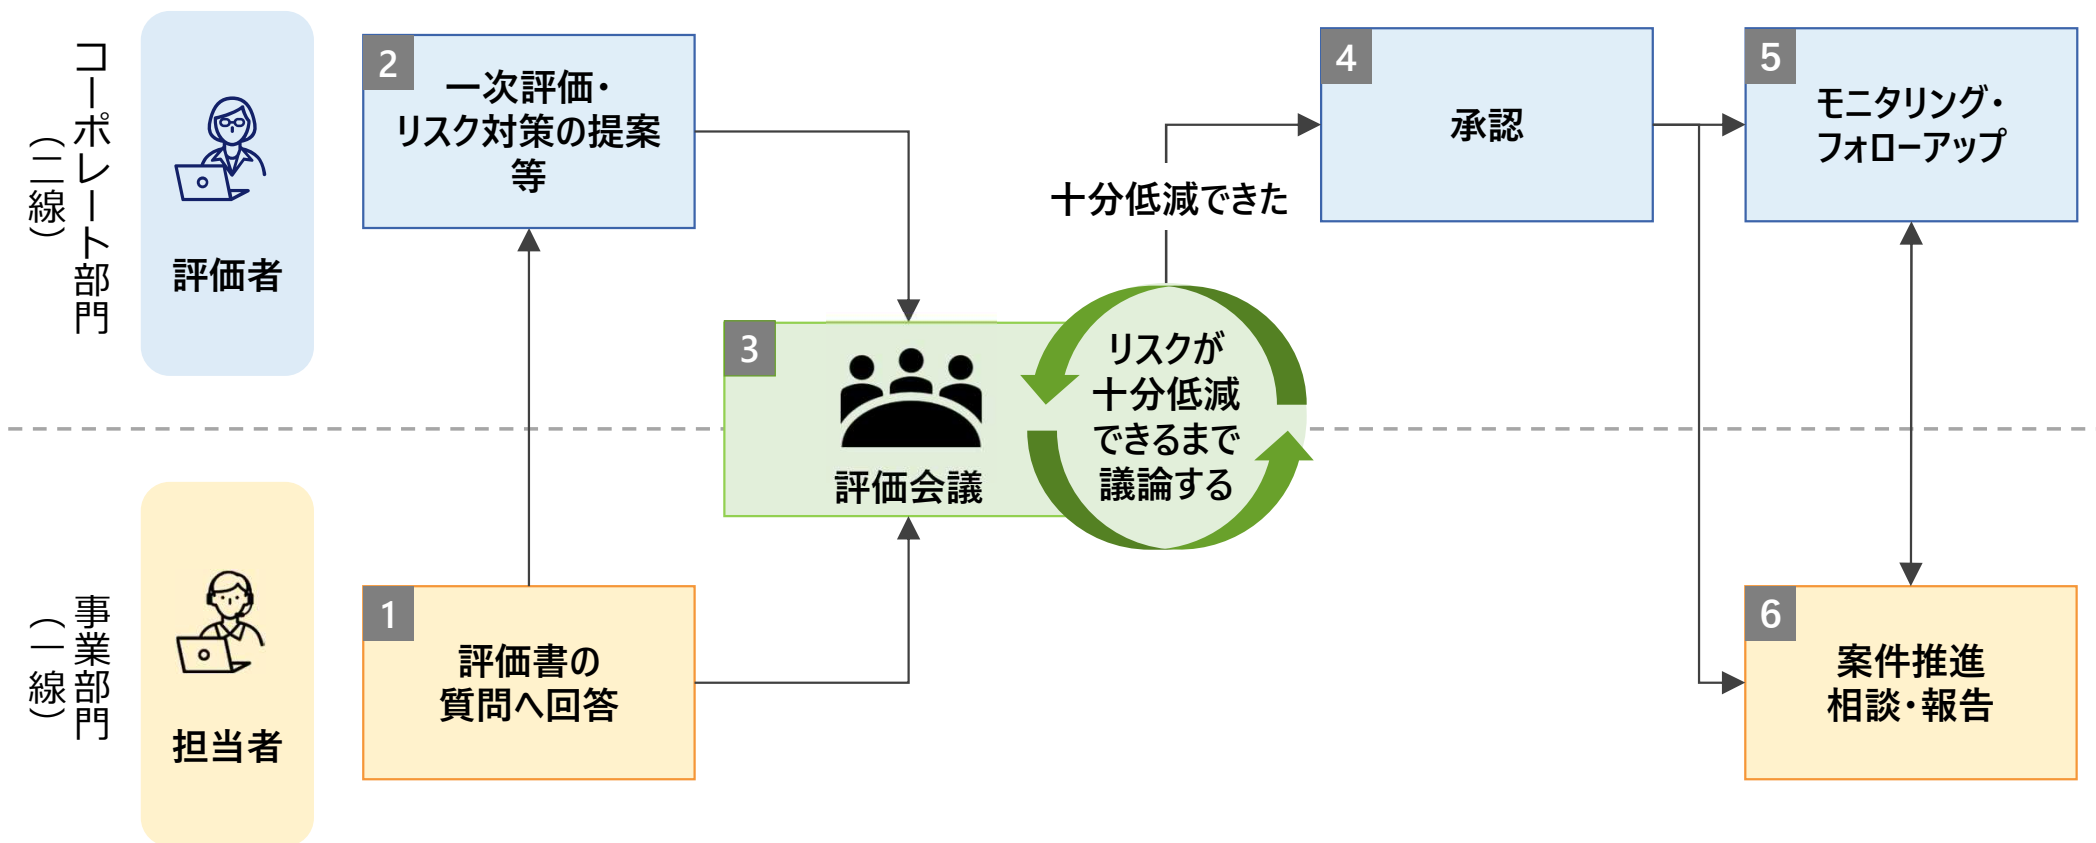 コーポレート部門
（二線）
評価者
2
一次評価・
リスク対策の提案
等
十分低減できた
4
承認
5
モニタリング・
フォローアップ
3
評価会議
リスクが
十分低減
できるまで
議論する
事業部門
（一線）
担当者
1
評価書の
質問へ回答
6
案件推進
相談・報告